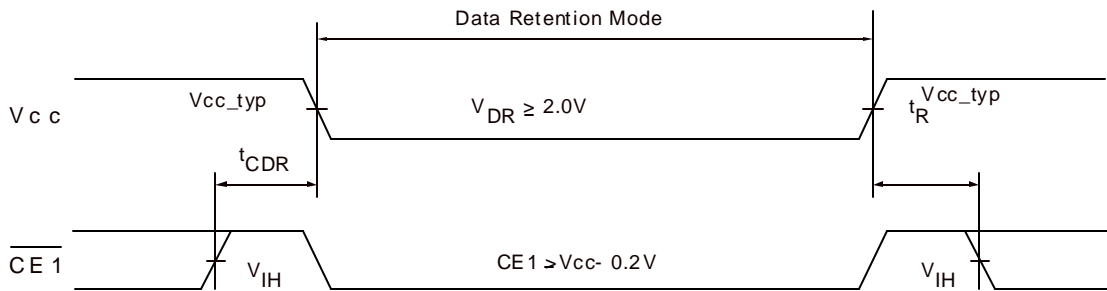 Data Retention Mode
Vcc
Vcc_typ
VDR ≥ 2.0V
tR
Vcc_typ
tCDR
CE1
VIH
CE1 ≥ Vcc- 0.2V
VIH